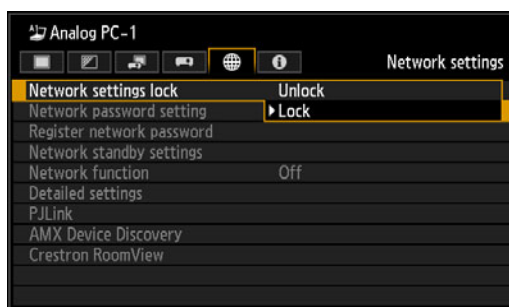 Analog PC-1
Network settings
Network settings lock Unlock
Network password setting Lock
Register network password
Network standby settings
Network function Off
Detailed settings
PJLink
AMX Device Discovery
Crestron RoomView